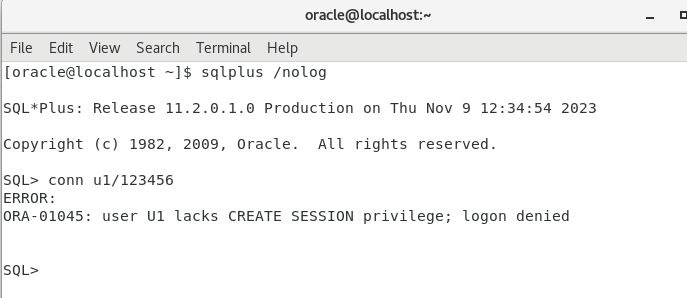 oracle@localhost:~
File Edit View Search Terminal Help
[oracle@localhost ~]$ sqlplus /nolog
SQL*Plus: Release 11.2.0.1.0 Production on Thu Nov 9 12:34:54 2023
Copyright (c) 1982, 2009, Oracle.  All rights reserved.
SQL> conn u1/123456
ERROR:
ORA-01045: user U1 lacks CREATE SESSION privilege; logon denied
SQL>